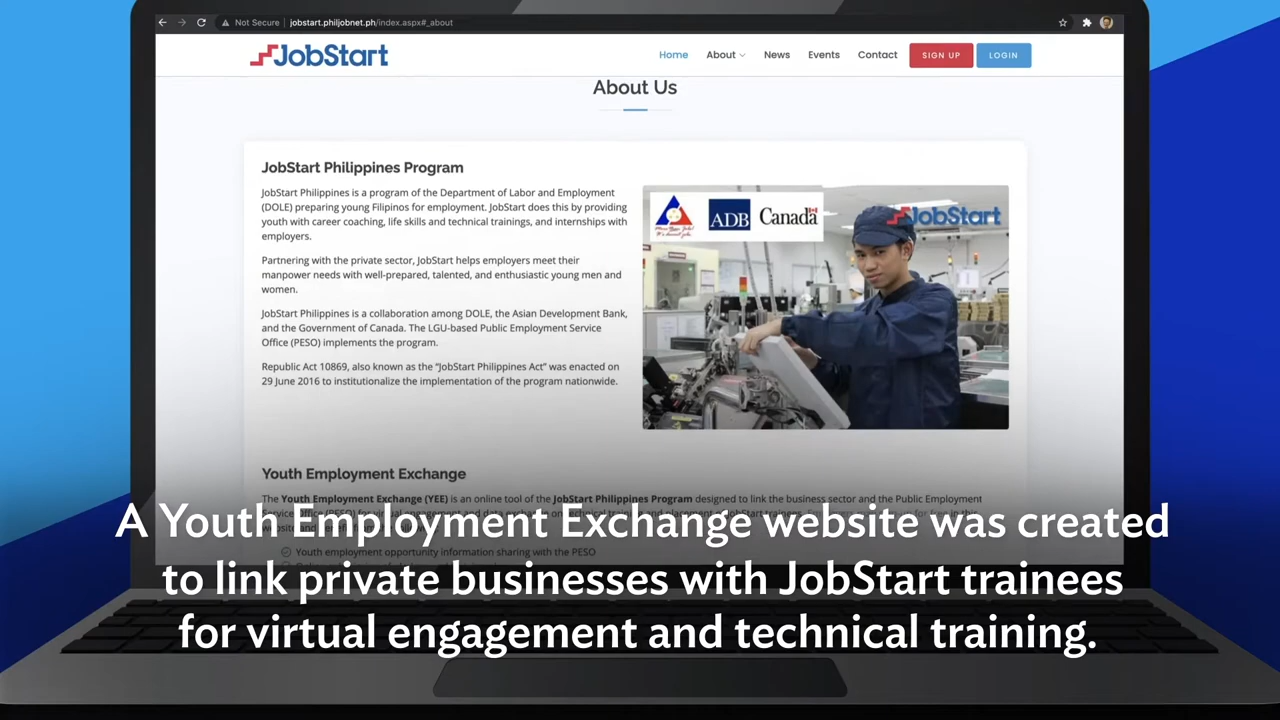 Not Secure | jobstart.philjobnet.ph/index.aspx#_about
JobStart
Home About News Events Contact SIGN UP LOGIN
About Us
JobStart Philippines Program
JobStart Philippines is a program of the Department of Labor and Employment
(DOLE) preparing young Filipinos for employment. JobStart does this by providing
youth with career coaching, life skills and technical trainings, and internships with
employers.
Partnering with the private sector, JobStart helps employers meet their
manpower needs with well-prepared, talented, and enthusiastic young men and
women.
JobStart Philippines is a collaboration among DOLE, the Asian Development Bank,
and the Government of Canada. The LGU-based Public Employment Service
Office (PESO) implements the program.
Republic Act 10869, also known as the “JobStart Philippines Act” was enacted on
29 June 2016 to institutionalize the implementation of the program nationwide.
ADB Canada JobStart
Youth Employment Exchange
The Youth Employment Exchange (YEE) is an online tool of the JobStart Philippines Program designed to link the business sector and the Public Employment
Youth employment opportunity information sharing with the PESO
A Youth Employment Exchange website was created
to link private businesses with JobStart trainees
for virtual engagement and technical training.